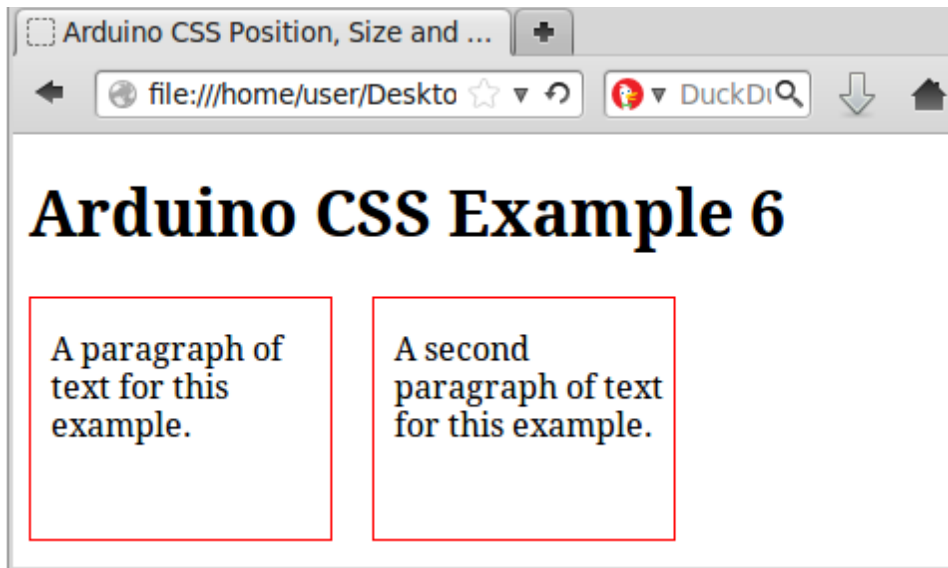 Arduino CSS Position, Size and ...
file:///home/user/Deskto
DuckDu
Arduino CSS Example 6
A paragraph of
text for this
example.
A second
paragraph of text
for this example.